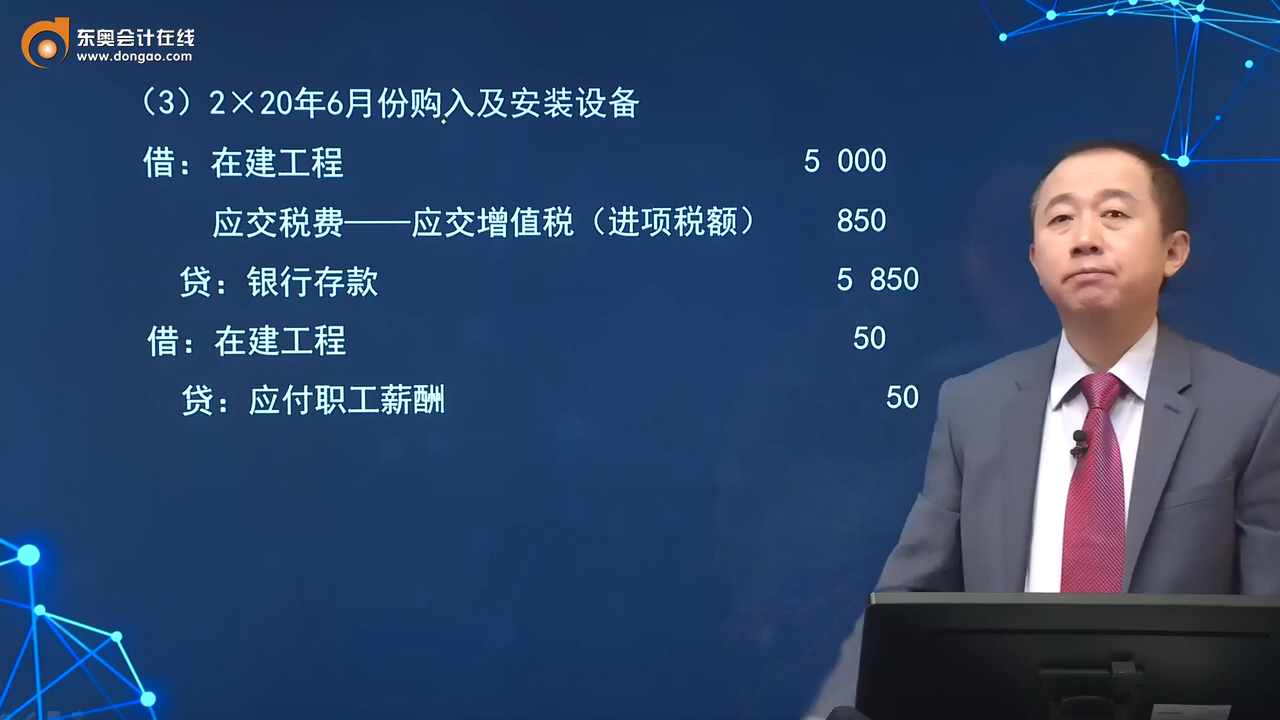 东奥会计在线
www.dongao.com
（3）2×20年6月份购入及安装设备
借：在建工程 5 000
应交税费——应交增值税（进项税额） 850
贷：银行存款 5 850
借：在建工程 50
贷：应付职工薪酬 50